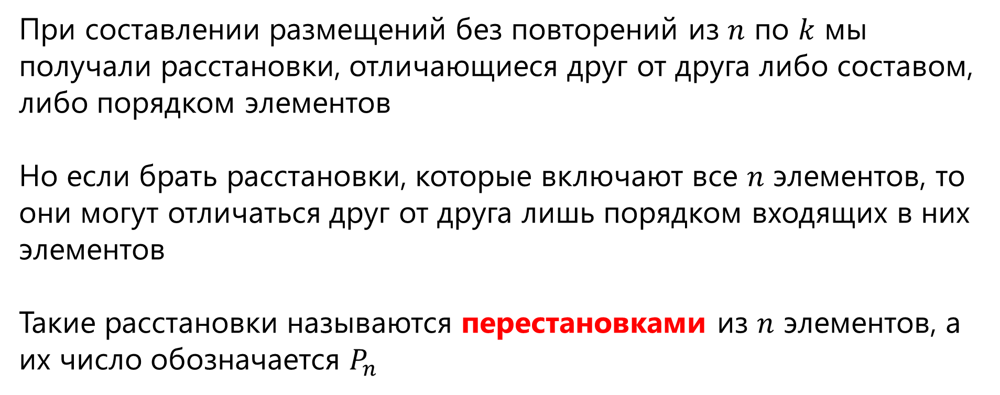 При составлении размещений без повторений из n по k мы
получали расстановки, отличающиеся друг от друга либо составом,
либо порядком элементов
Но если брать расстановки, которые включают все n элементов, то
они могут отличаться друг от друга лишь порядком входящих в них
элементов
Такие расстановки называются перестановками из n элементов, а
их число обозначается Pₙ